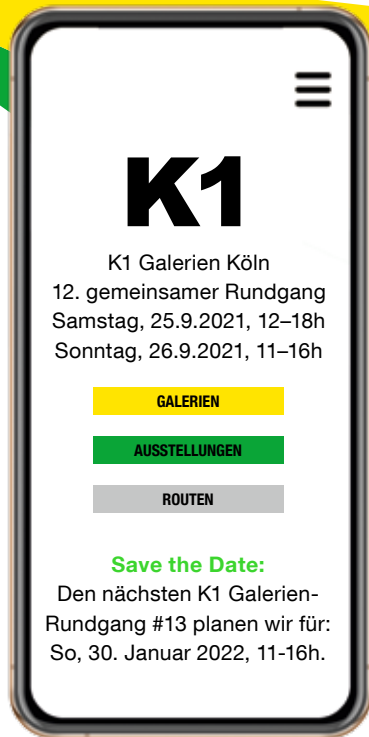 K1
K1 Galerien Köln
12. gemeinsamer Rundgang
Samstag, 25.9.2021, 12–18h
Sonntag, 26.9.2021, 11–16h
GALERIEN
AUSSTELLUNGEN
ROUTEN
Save the Date:
Den nächsten K1 Galerien-
Rundgang #13 planen wir für:
So, 30. Januar 2022, 11-16h.